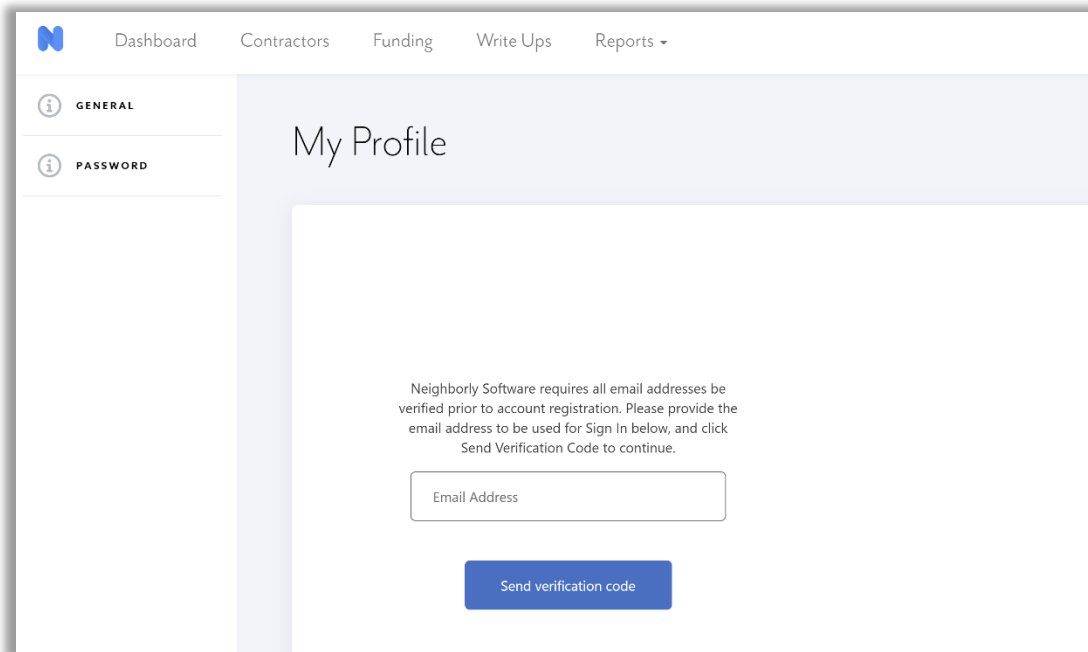 Dashboard Contractors Funding Write Ups Reports
GENERAL
PASSWORD
My Profile
Neighborly Software requires all email addresses be
verified prior to account registration. Please provide the
email address to be used for Sign In below, and click
Send Verification Code to continue.
Email Address
Send verification code